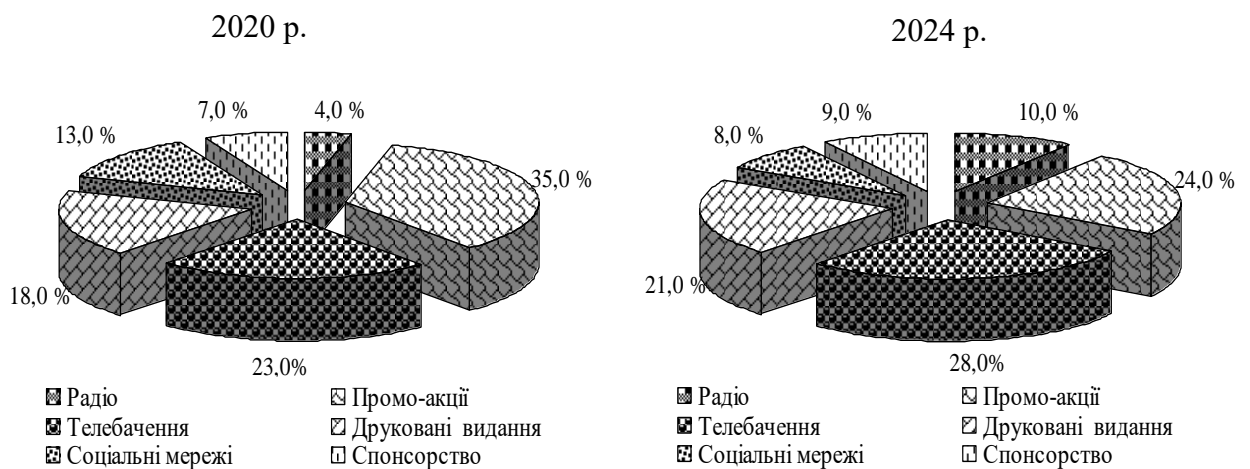 2020 р.
7,0 %
4,0 %
13,0 %
35,0 %
18,0 %
23,0%
Радіо
Промо-акції
Телебачення
Друковані видання
Соціальні мережі
Спонсорство
2024 р.
9,0 %
10,0 %
8,0 %
24,0 %
21,0 %
28,0%
Радіо
Промо-акції
Телебачення
Друковані видання
Соціальні мережі
Спонсорство